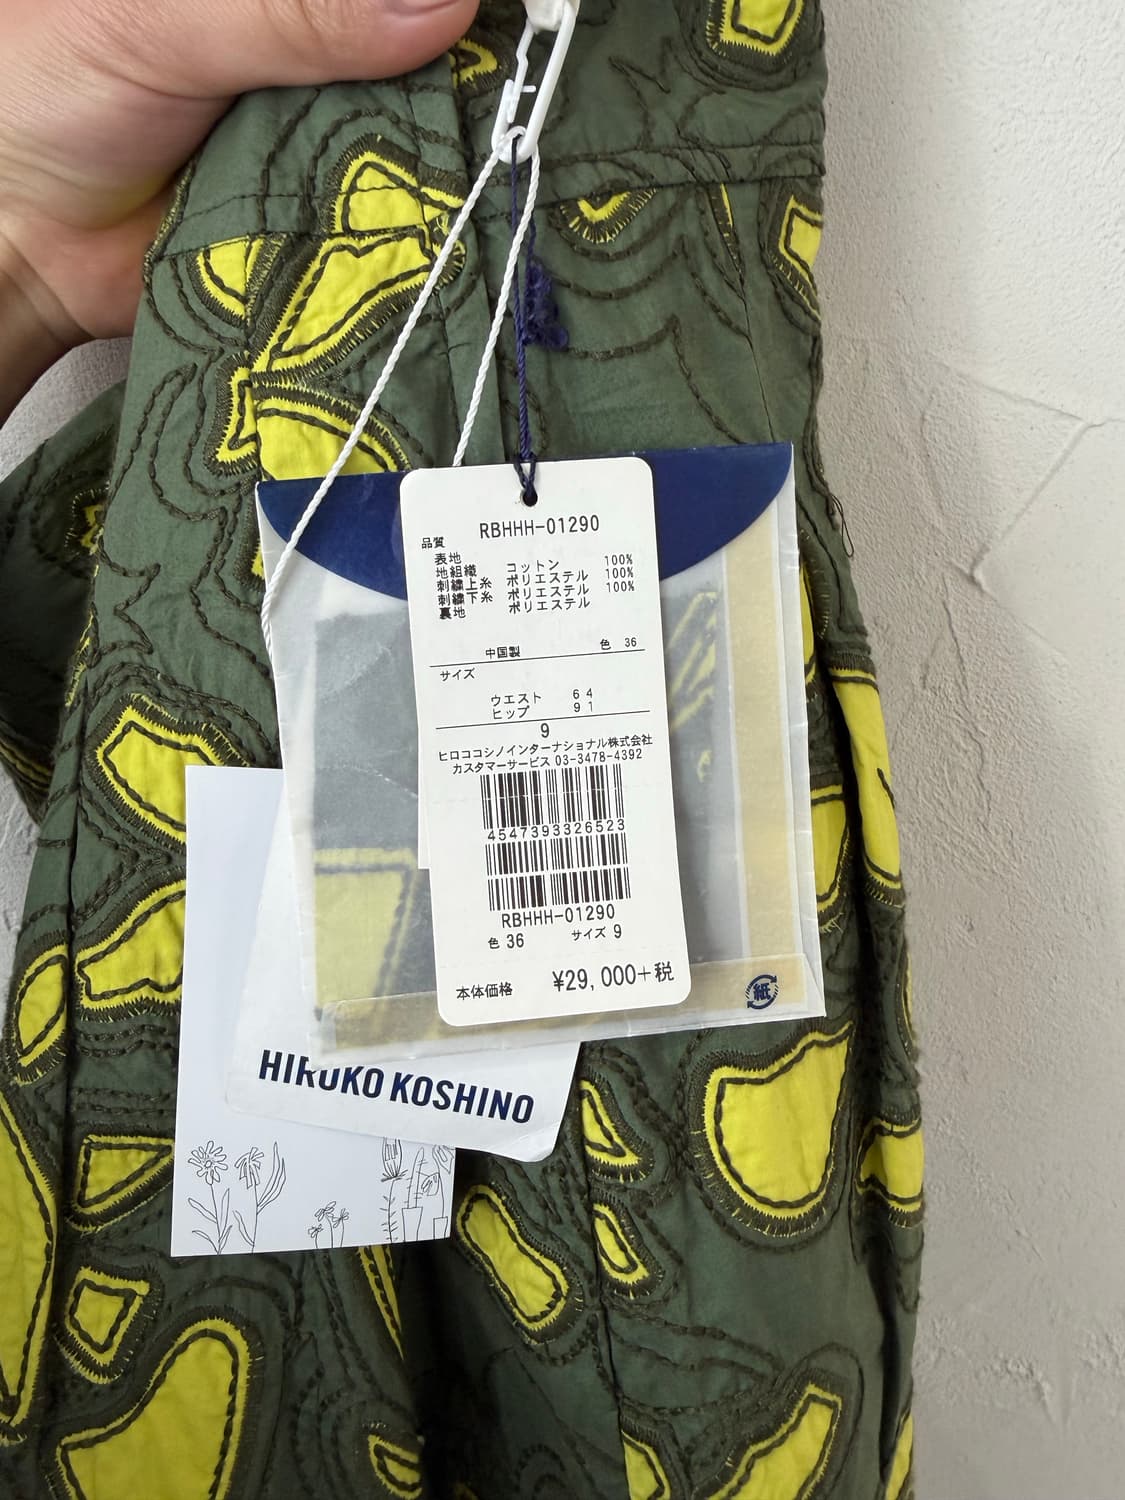 RBHHH-01290
品質
表地
地組織 コットン 100%
刺繍上糸 ポリエステル 100%
刺繍下糸 ポリエステル 100%
裏地 ポリエステル
中国製 色 36
サイズ
ウエスト 64
ヒップ 91
9
ヒロココシノインターナショナル株式会社
カスタマーサービス 03-3478-4392
4547393326523
RBHHH-01290
色 36 サイズ 9
本体価格 ¥29,000+税
紙
HIROKO KOSHINO